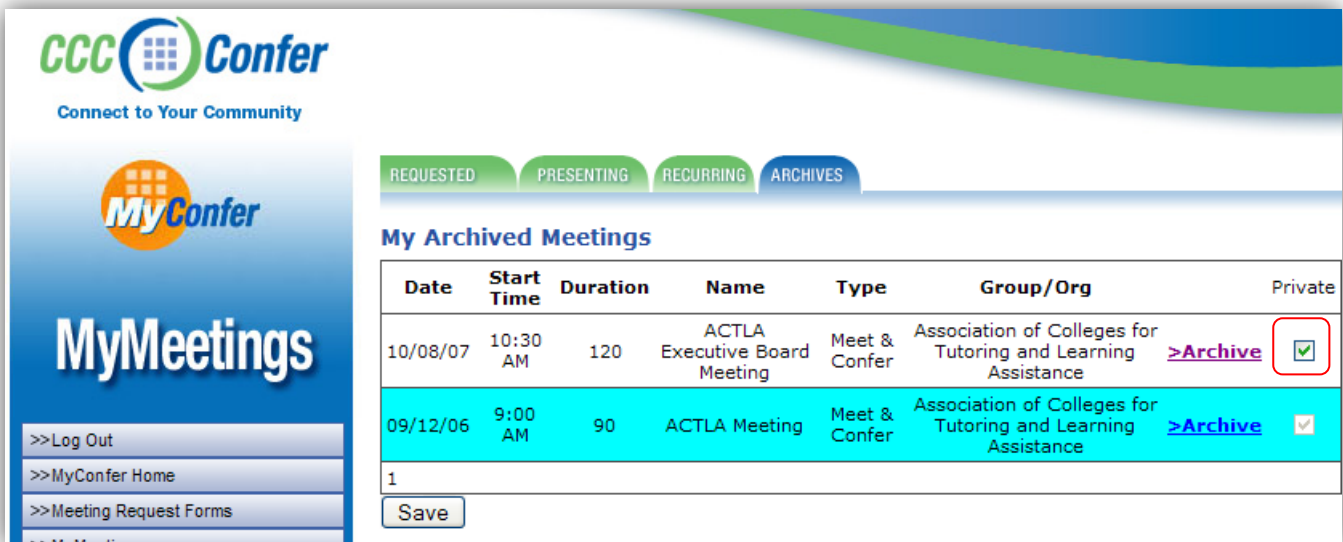 CCC Confer
Connect to Your Community
MyConfer
MyMeetings
>>Log Out
>>MyConfer Home
>>Meeting Request Forms
REQUESTED PRESENTING RECURRING ARCHIVES
My Archived Meetings
Date Start Time Duration Name Type Group/Org Private
10/08/07 10:30 AM 120 ACTLA Executive Board Meeting Meet & Confer Association of Colleges for Tutoring and Learning Assistance >Archive
09/12/06 9:00 AM 90 ACTLA Meeting Meet & Confer Association of Colleges for Tutoring and Learning Assistance >Archive
1
Save